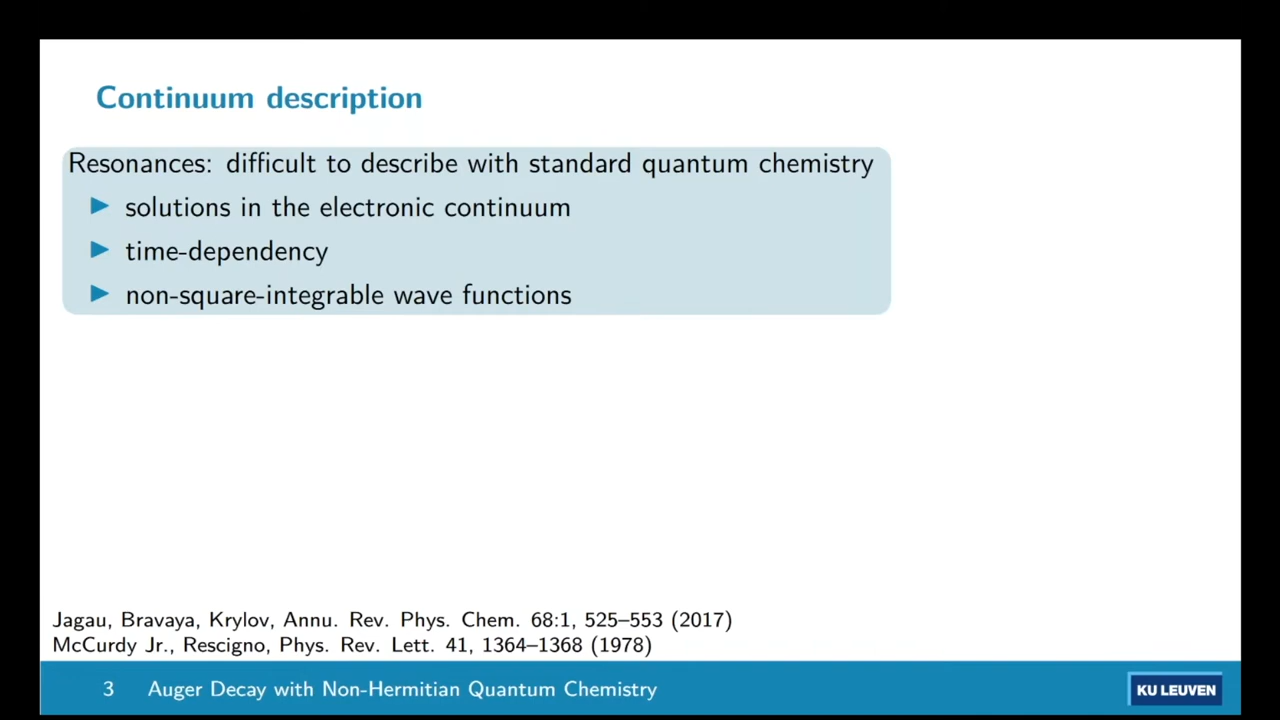 Continuum description
Resonances: difficult to describe with standard quantum chemistry
solutions in the electronic continuum
time-dependency
non-square-integrable wave functions
Jagau, Bravaya, Krylov, Annu. Rev. Phys. Chem. 68:1, 525–553 (2017)
McCurdy Jr., Rescigno, Phys. Rev. Lett. 41, 1364–1368 (1978)
3 Auger Decay with Non-Hermitian Quantum Chemistry
KU LEUVEN